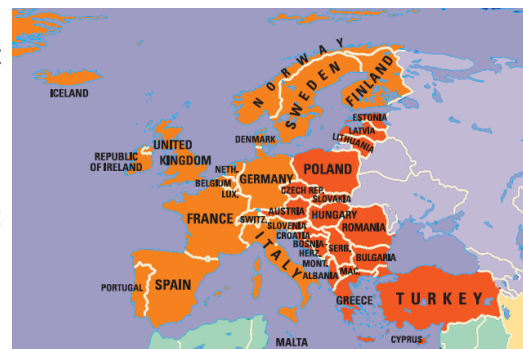 NORWAY
SWEDEN
FINLAND
ICELAND
ESTONIA
LATVIA
LITHUANIA
DENMARK
UNITED
KINGDOM
REPUBLIC
OF IRELAND
NETH.
BELGIUM
LUX.
GERMANY
POLAND
CZECH REP.
SLOVAKIA
FRANCE
SWITZ.
AUSTRIA
HUNGARY
SLOVENIA
CROATIA
ROMANIA
BOSNIA-
HERZ.
SERB.
MONT.
BULGARIA
ITALY
ALBANIA
MAC.
PORTUGAL
SPAIN
GREECE
TURKEY
CYPRUS
MALTA